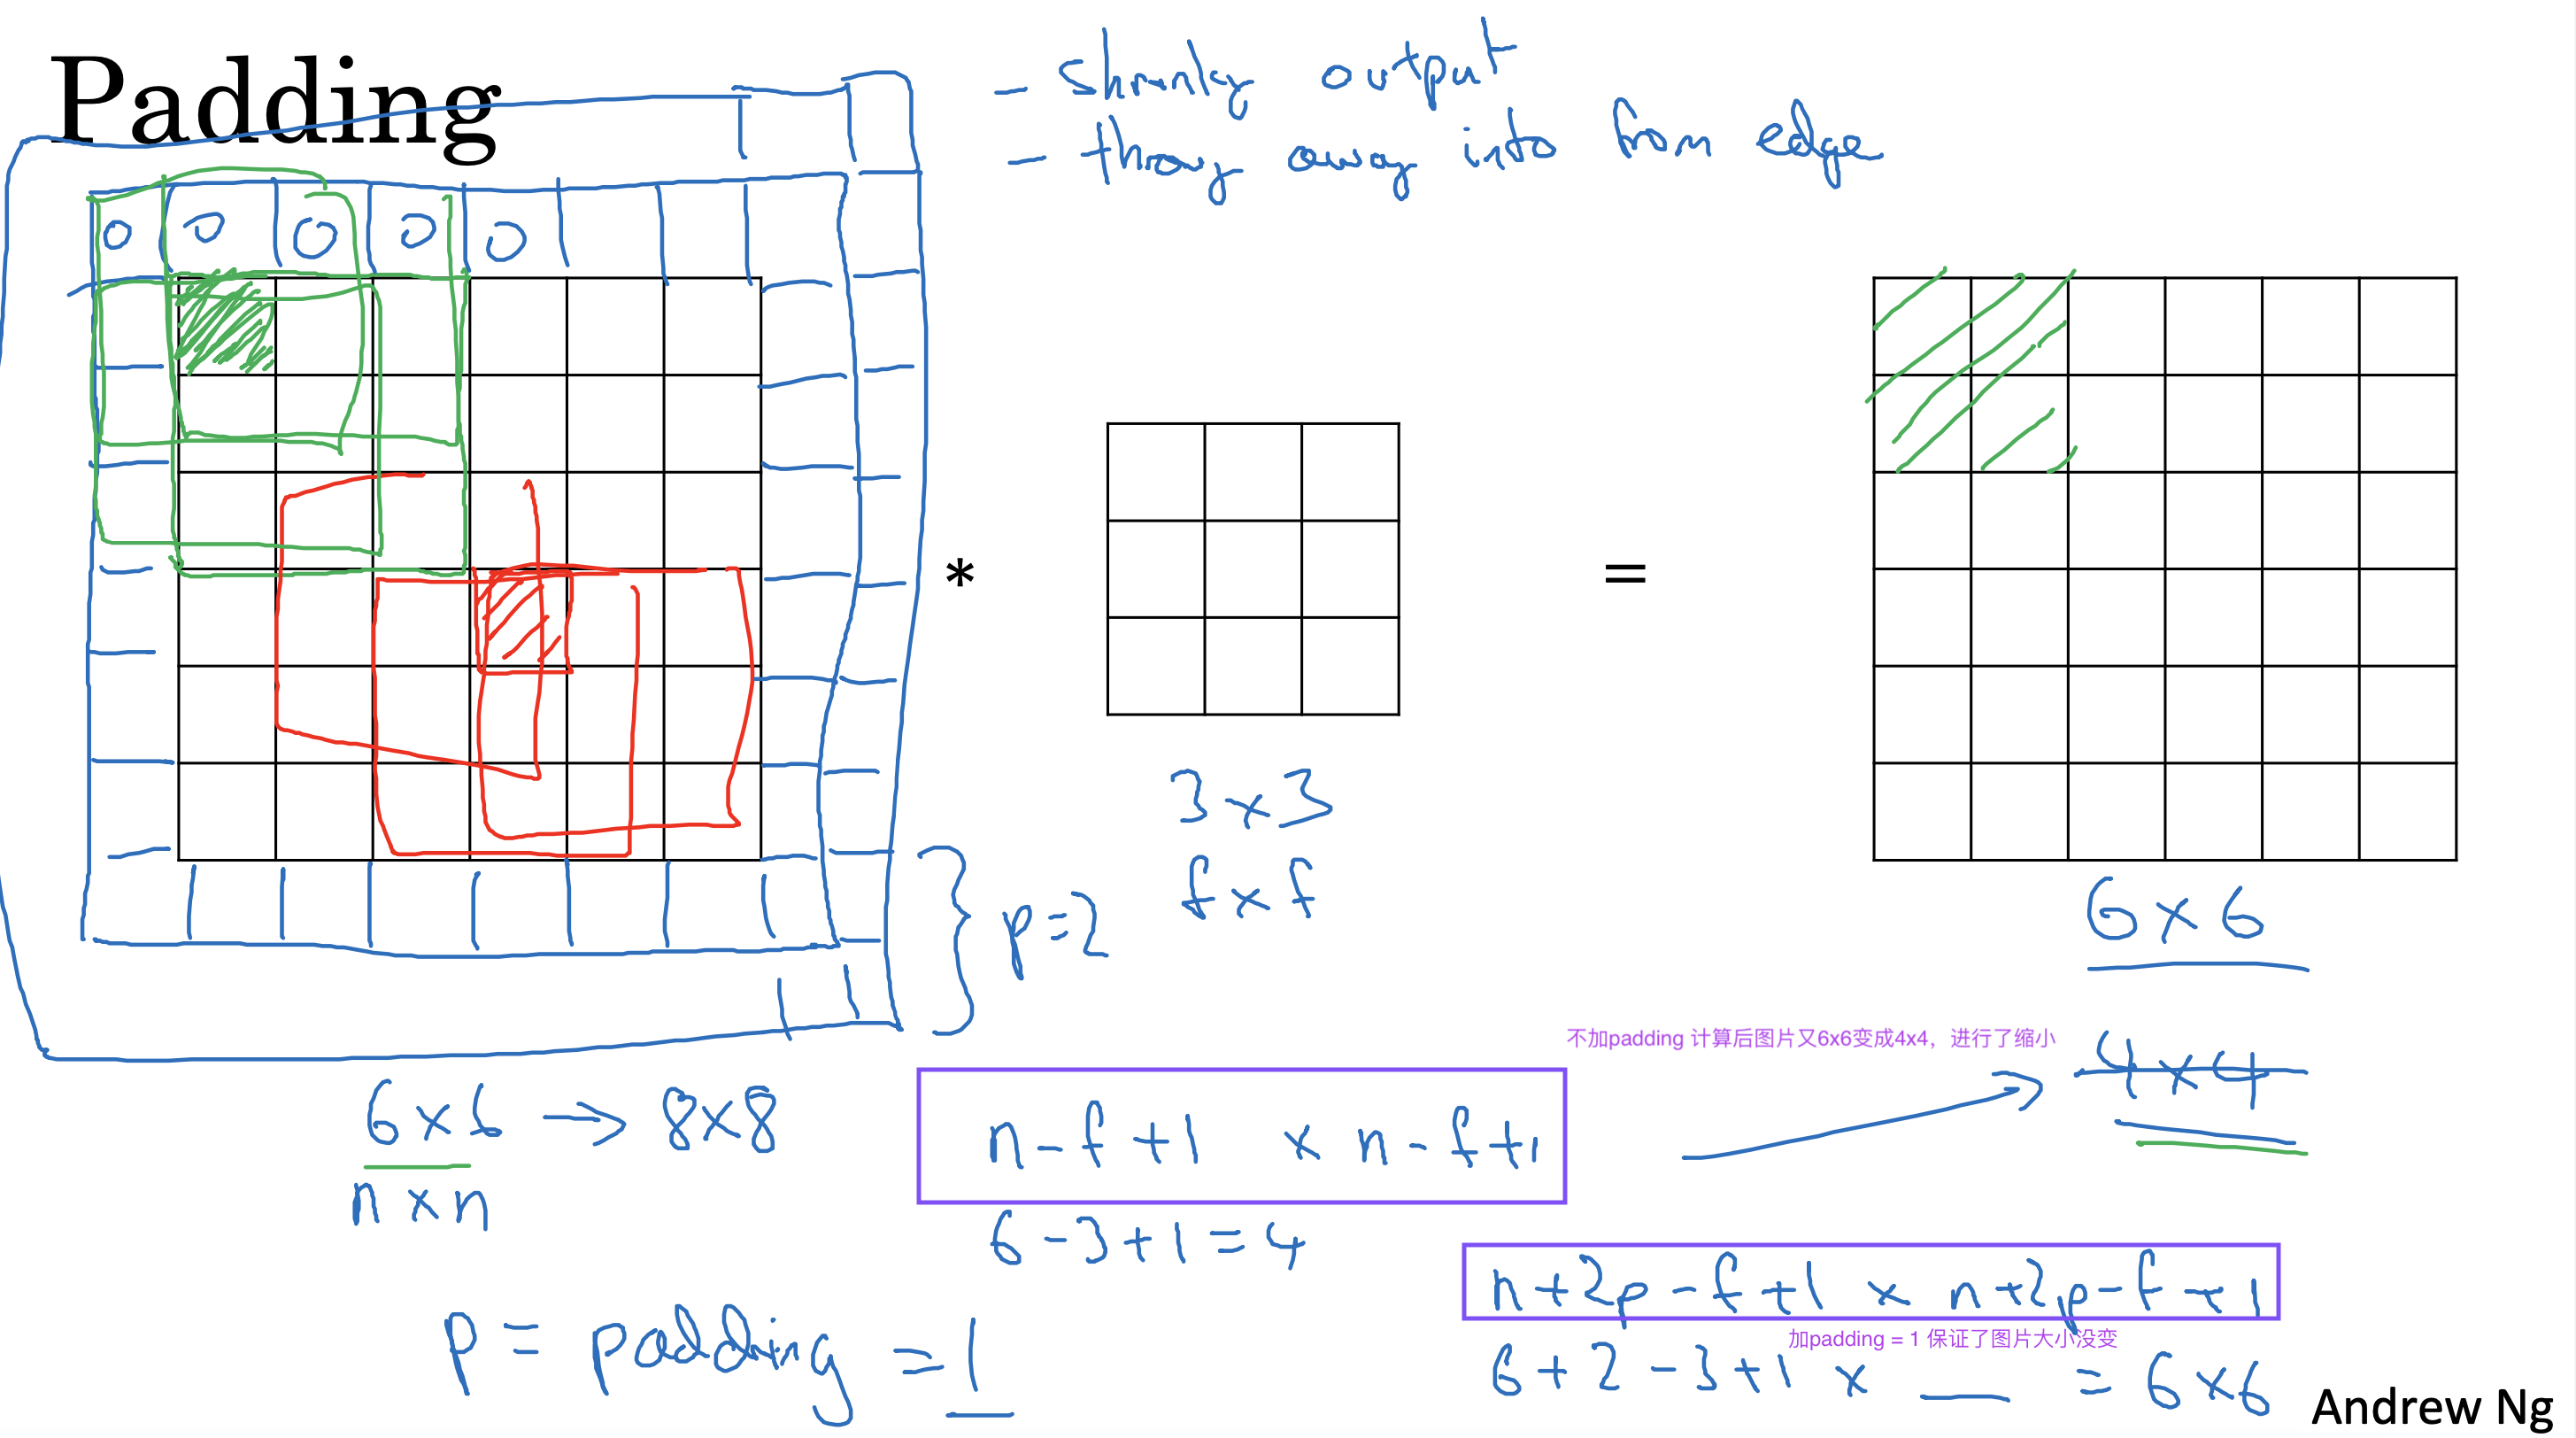 Padding
- shrinky output
- throwy away info from edge
0 0 0 0 0
*
=
3 x 3
f x f
p=2
6 x 6
不加padding 计算后图片又6x6变成4x4，进行了缩小
4 x 4
6 x 6 → 8 x 8
n x n
n - f + 1 x n - f + 1
6 - 3 + 1 = 4
n + 2p - f + 1 x n + 2p - f + 1
加padding = 1 保证了图片大小没变
p = padding = 1
6 + 2 - 3 + 1 x __ = 6 x 6
Andrew Ng